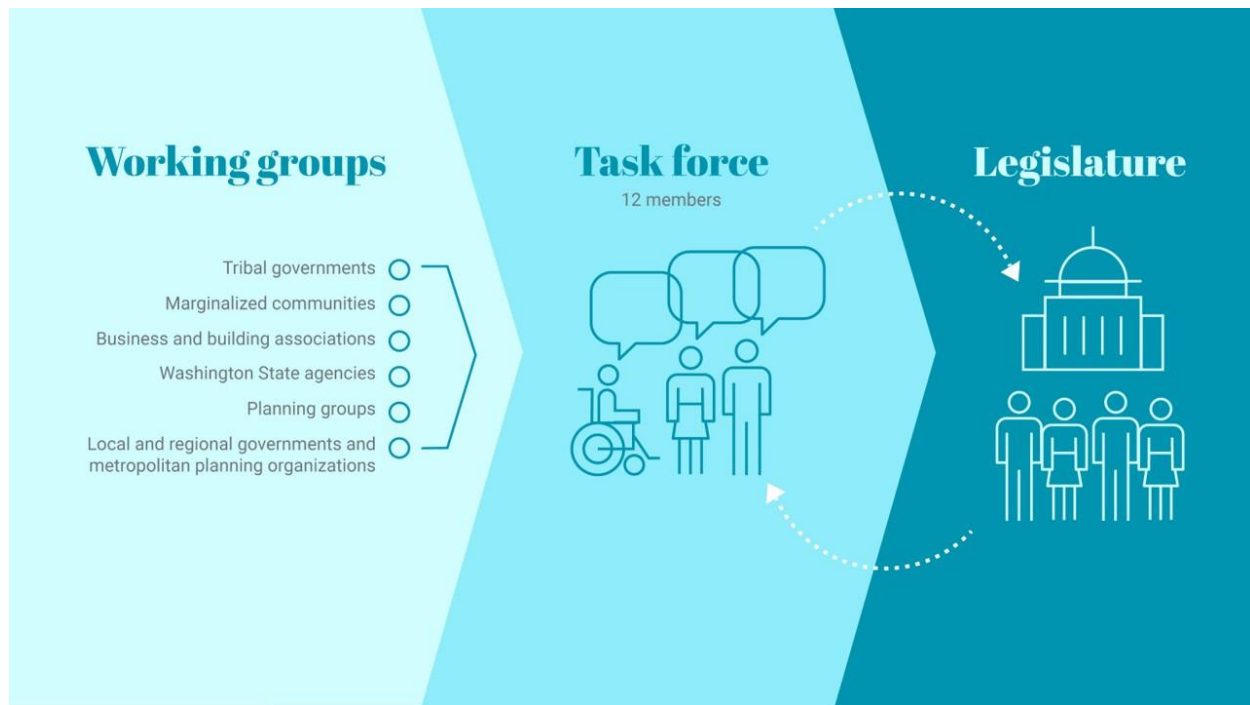 Working groups
Tribal governments
Marginalized communities
Business and building associations
Washington State agencies
Planning groups
Local and regional governments and
metropolitan planning organizations
Task force
12 members
Legislature